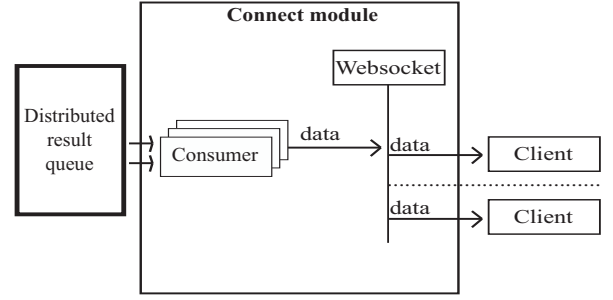 Connect module
Websocket
Distributed
result
queue
Consumer
data
data
Client
data
Client